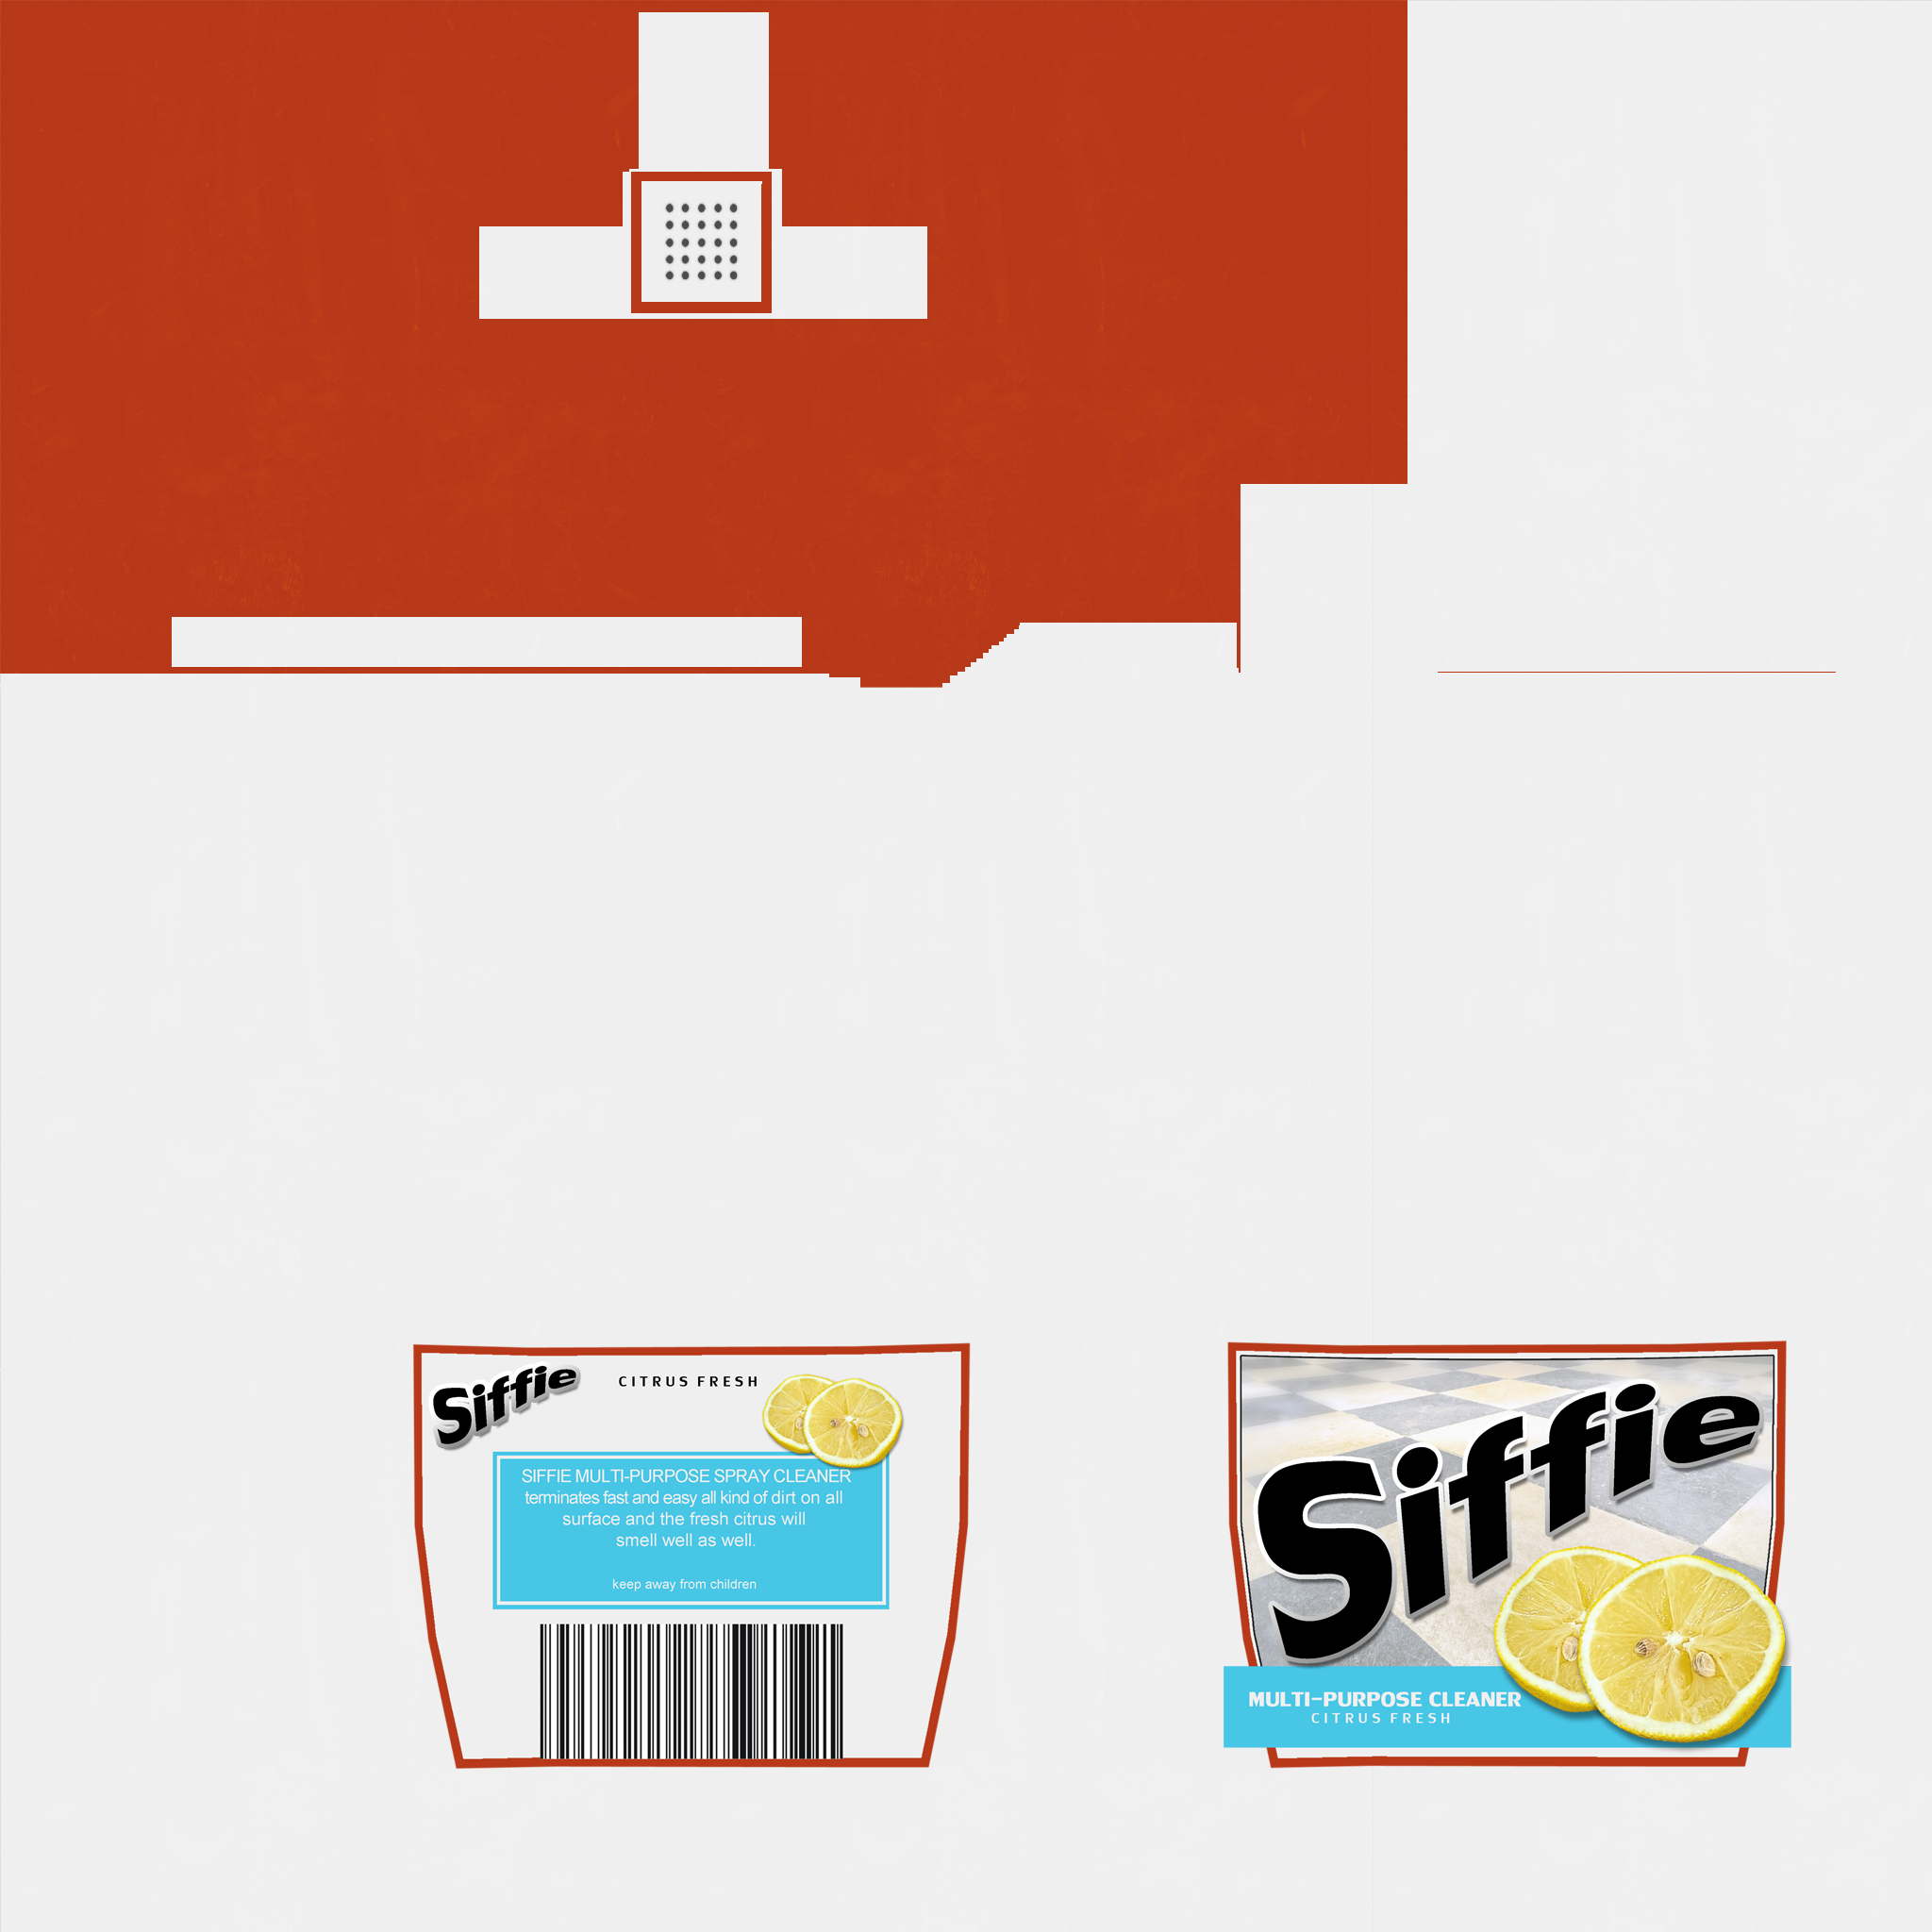 Siffie
CITRUS FRESH
SIFFIE MULTI-PURPOSE SPRAY CLEANER
terminates fast and easy all kind of dirt on all
surface and the fresh citrus will
smell well as well.
keep away from children
Siffie
MULTI-PURPOSE CLEANER
CITRUS FRESH